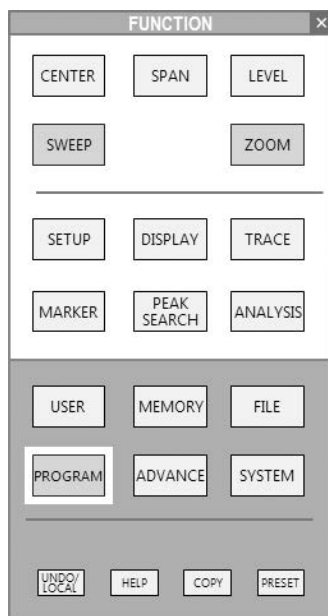 FUNCTION ×
CENTER SPAN LEVEL
SWEEP ZOOM
SETUP DISPLAY TRACE
MARKER PEAK SEARCH ANALYSIS
USER MEMORY FILE
PROGRAM ADVANCE SYSTEM
UNDO/ LOCAL HELP COPY PRESET